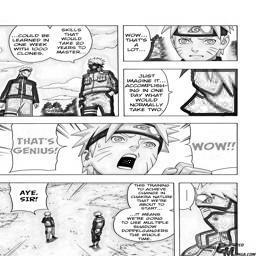 WOW...
THAT'S
A
LOT...
SKILLS
THAT
WOULD
TAKE 20
YEARS TO
MASTER...
...COULD BE
LEARNED IN
ONE WEEK
WITH 1000
CLONES.
JUST
IMAGINE IT...
ACCOMPLISH-
ING IN ONE
DAY WHAT
WOULD
NORMALLY
TAKE TWO.
WOW!!
THAT'S
GENIUS!
THIS TRAINING
TO ACHIEVE
CHANGE IN
CHAKRA NATURE
THAT WE'RE
ABOUT TO
START...
...IT MEANS
WE'RE GOING
TO USE
MULTIPLE
SHADOW
DOPPELGANGERS
THE WHOLE
TIME.
AYE,
SIR!